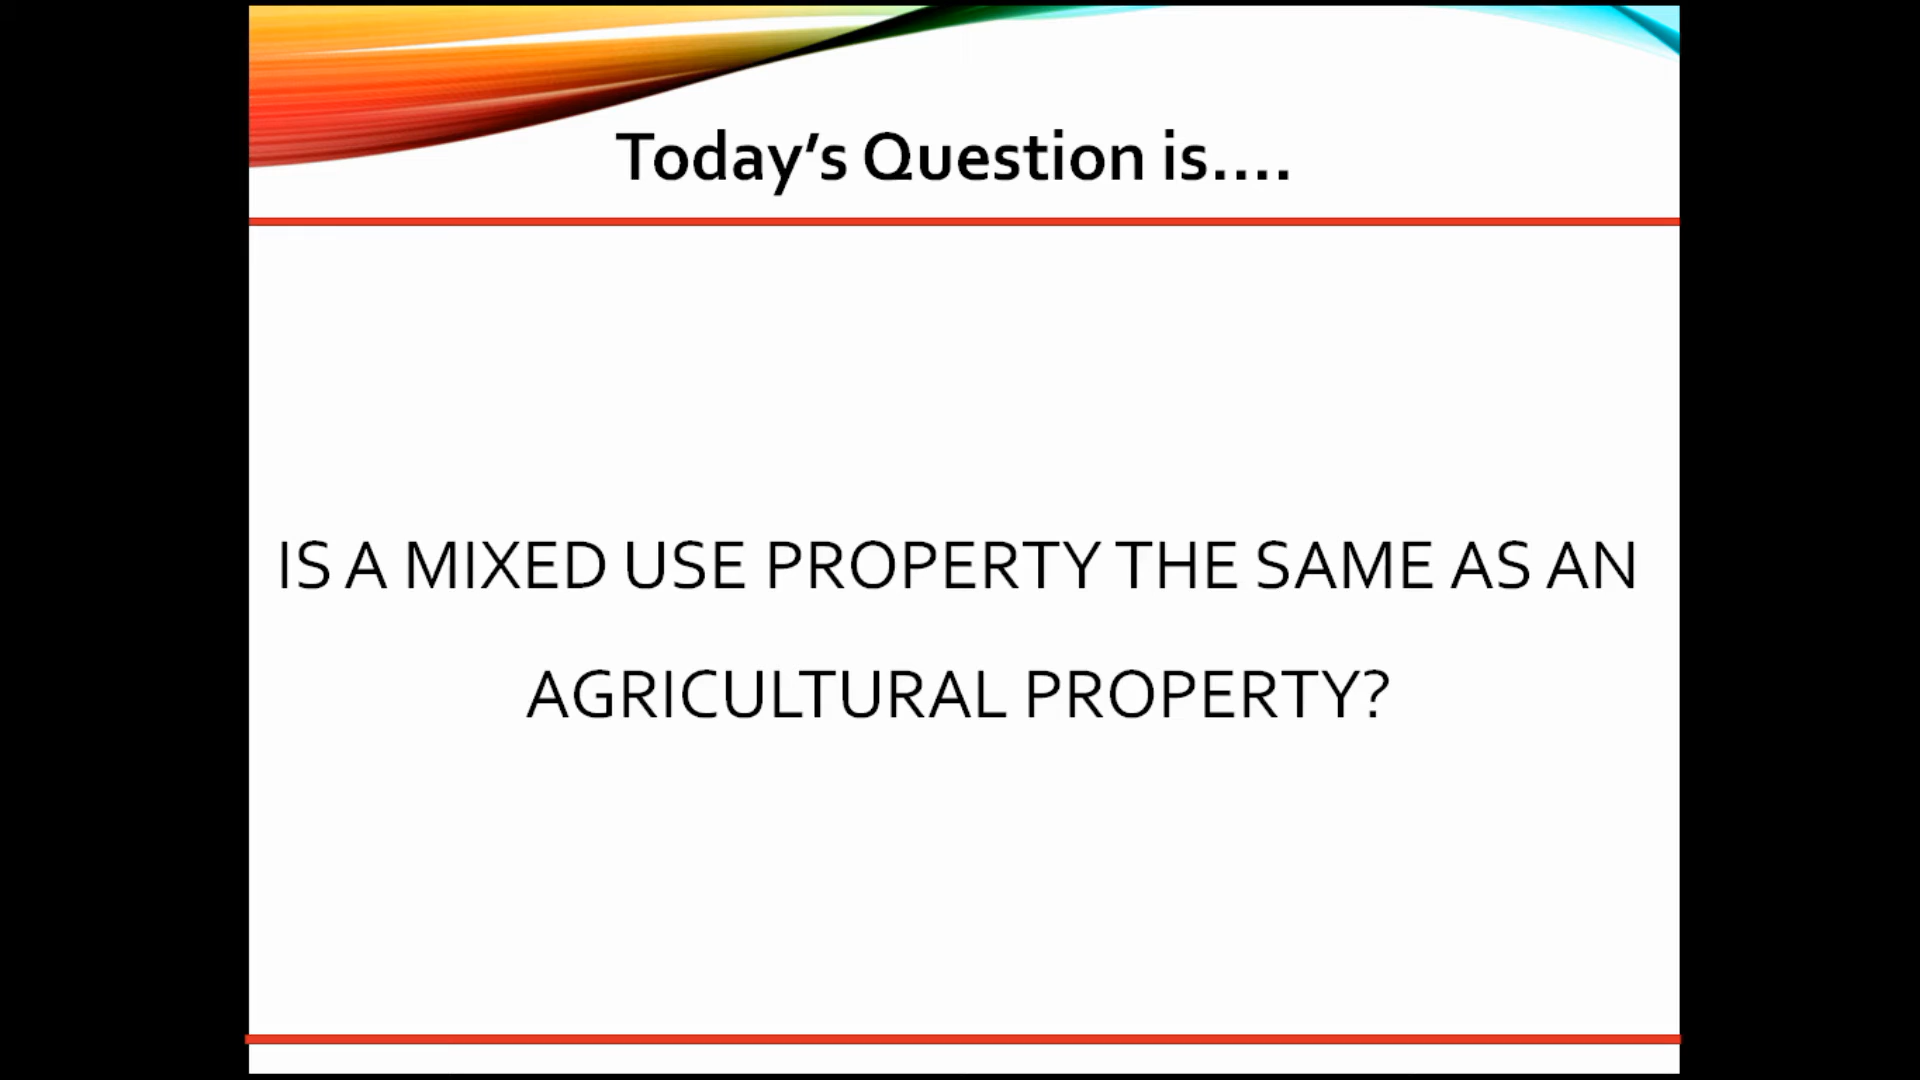 Today’s Question is....
IS A MIXED USE PROPERTY THE SAME AS AN
AGRICULTURAL PROPERTY?